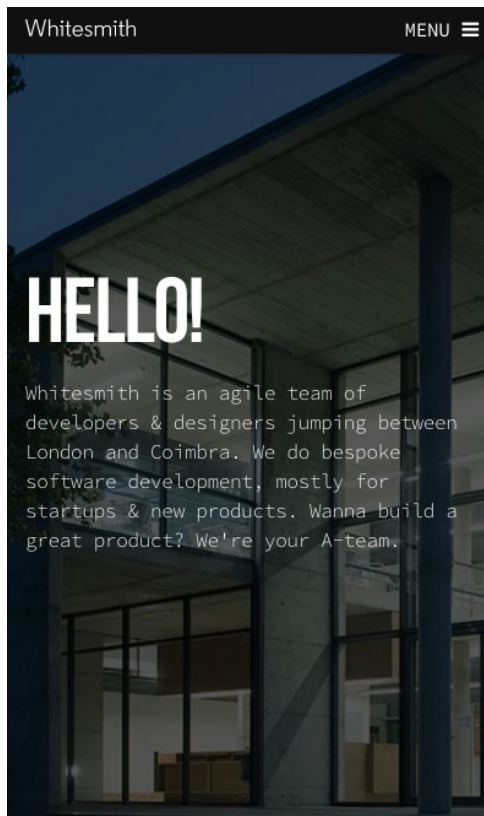 Whitesmith
MENU
HELLO!
Whitesmith is an agile team of
developers & designers jumping between
London and Coimbra. We do bespoke
software development, mostly for
startups & new products. Wanna build a
great product? We're your A-team.